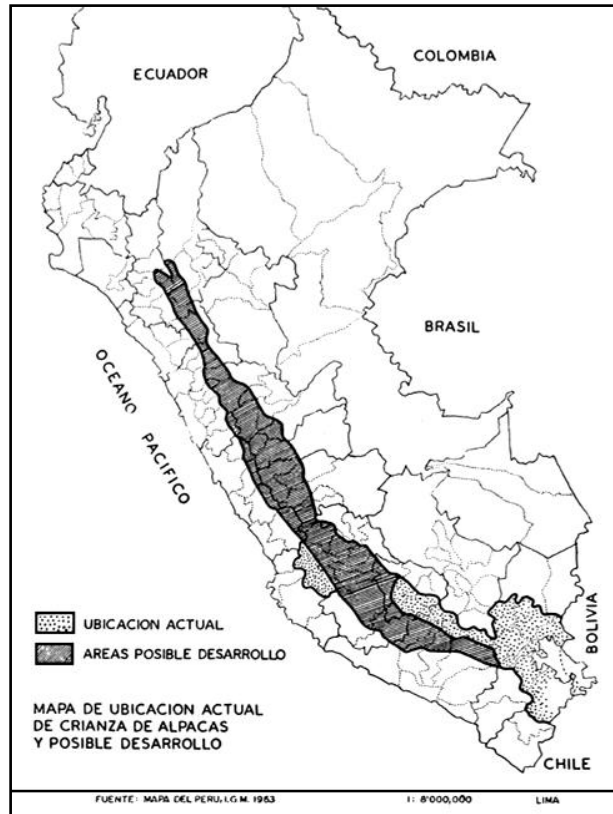 COLOMBIA
ECUADOR
BRASIL
OCEANO PACIFICO
BOLIVIA
UBICACION ACTUAL
AREAS POSIBLE DESARROLLO
MAPA DE UBICACION ACTUAL
DE CRIANZA DE ALPACAS
Y POSIBLE DESARROLLO
CHILE
FUENTE: MAPA DEL PERU, I.G.M. 1963 1: 8'000,000 LIMA